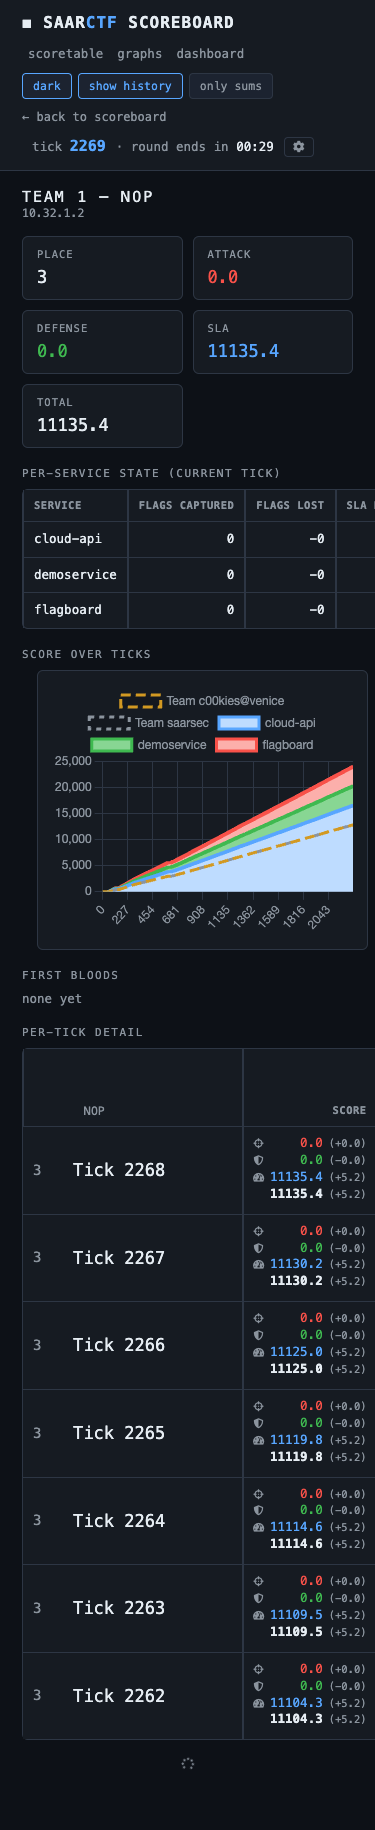 SAARCTF SCOREBOARD
scoretable graphs dashboard
dark show history only sums
← back to scoreboard
tick 2269 · round ends in 00:29
TEAM 1 — NOP
10.32.1.2
PLACE
3
ATTACK
0.0
DEFENSE
0.0
SLA
11135.4
TOTAL
11135.4
PER-SERVICE STATE (CURRENT TICK)
SERVICE FLAGS CAPTURED FLAGS LOST SLA
cloud-api 0 −0
demoservice 0 −0
flagboard 0 −0
SCORE OVER TICKS
Team c00kies@venice
Team saarsec cloud-api
demoservice flagboard
25,000
20,000
15,000
10,000
5,000
0
0 227 454 681 908 1135 1362 1589 1816 2043
FIRST BLOODS
none yet
PER-TICK DETAIL
NOP SCORE
3 Tick 2268
0.0 (+0.0)
0.0 (−0.0)
11135.4 (+5.2)
11135.4 (+5.2)
3 Tick 2267
0.0 (+0.0)
0.0 (−0.0)
11130.2 (+5.2)
11130.2 (+5.2)
3 Tick 2266
0.0 (+0.0)
0.0 (−0.0)
11125.0 (+5.2)
11125.0 (+5.2)
3 Tick 2265
0.0 (+0.0)
0.0 (−0.0)
11119.8 (+5.2)
11119.8 (+5.2)
3 Tick 2264
0.0 (+0.0)
0.0 (−0.0)
11114.6 (+5.2)
11114.6 (+5.2)
3 Tick 2263
0.0 (+0.0)
0.0 (−0.0)
11109.5 (+5.2)
11109.5 (+5.2)
3 Tick 2262
0.0 (+0.0)
0.0 (−0.0)
11104.3 (+5.2)
11104.3 (+5.2)